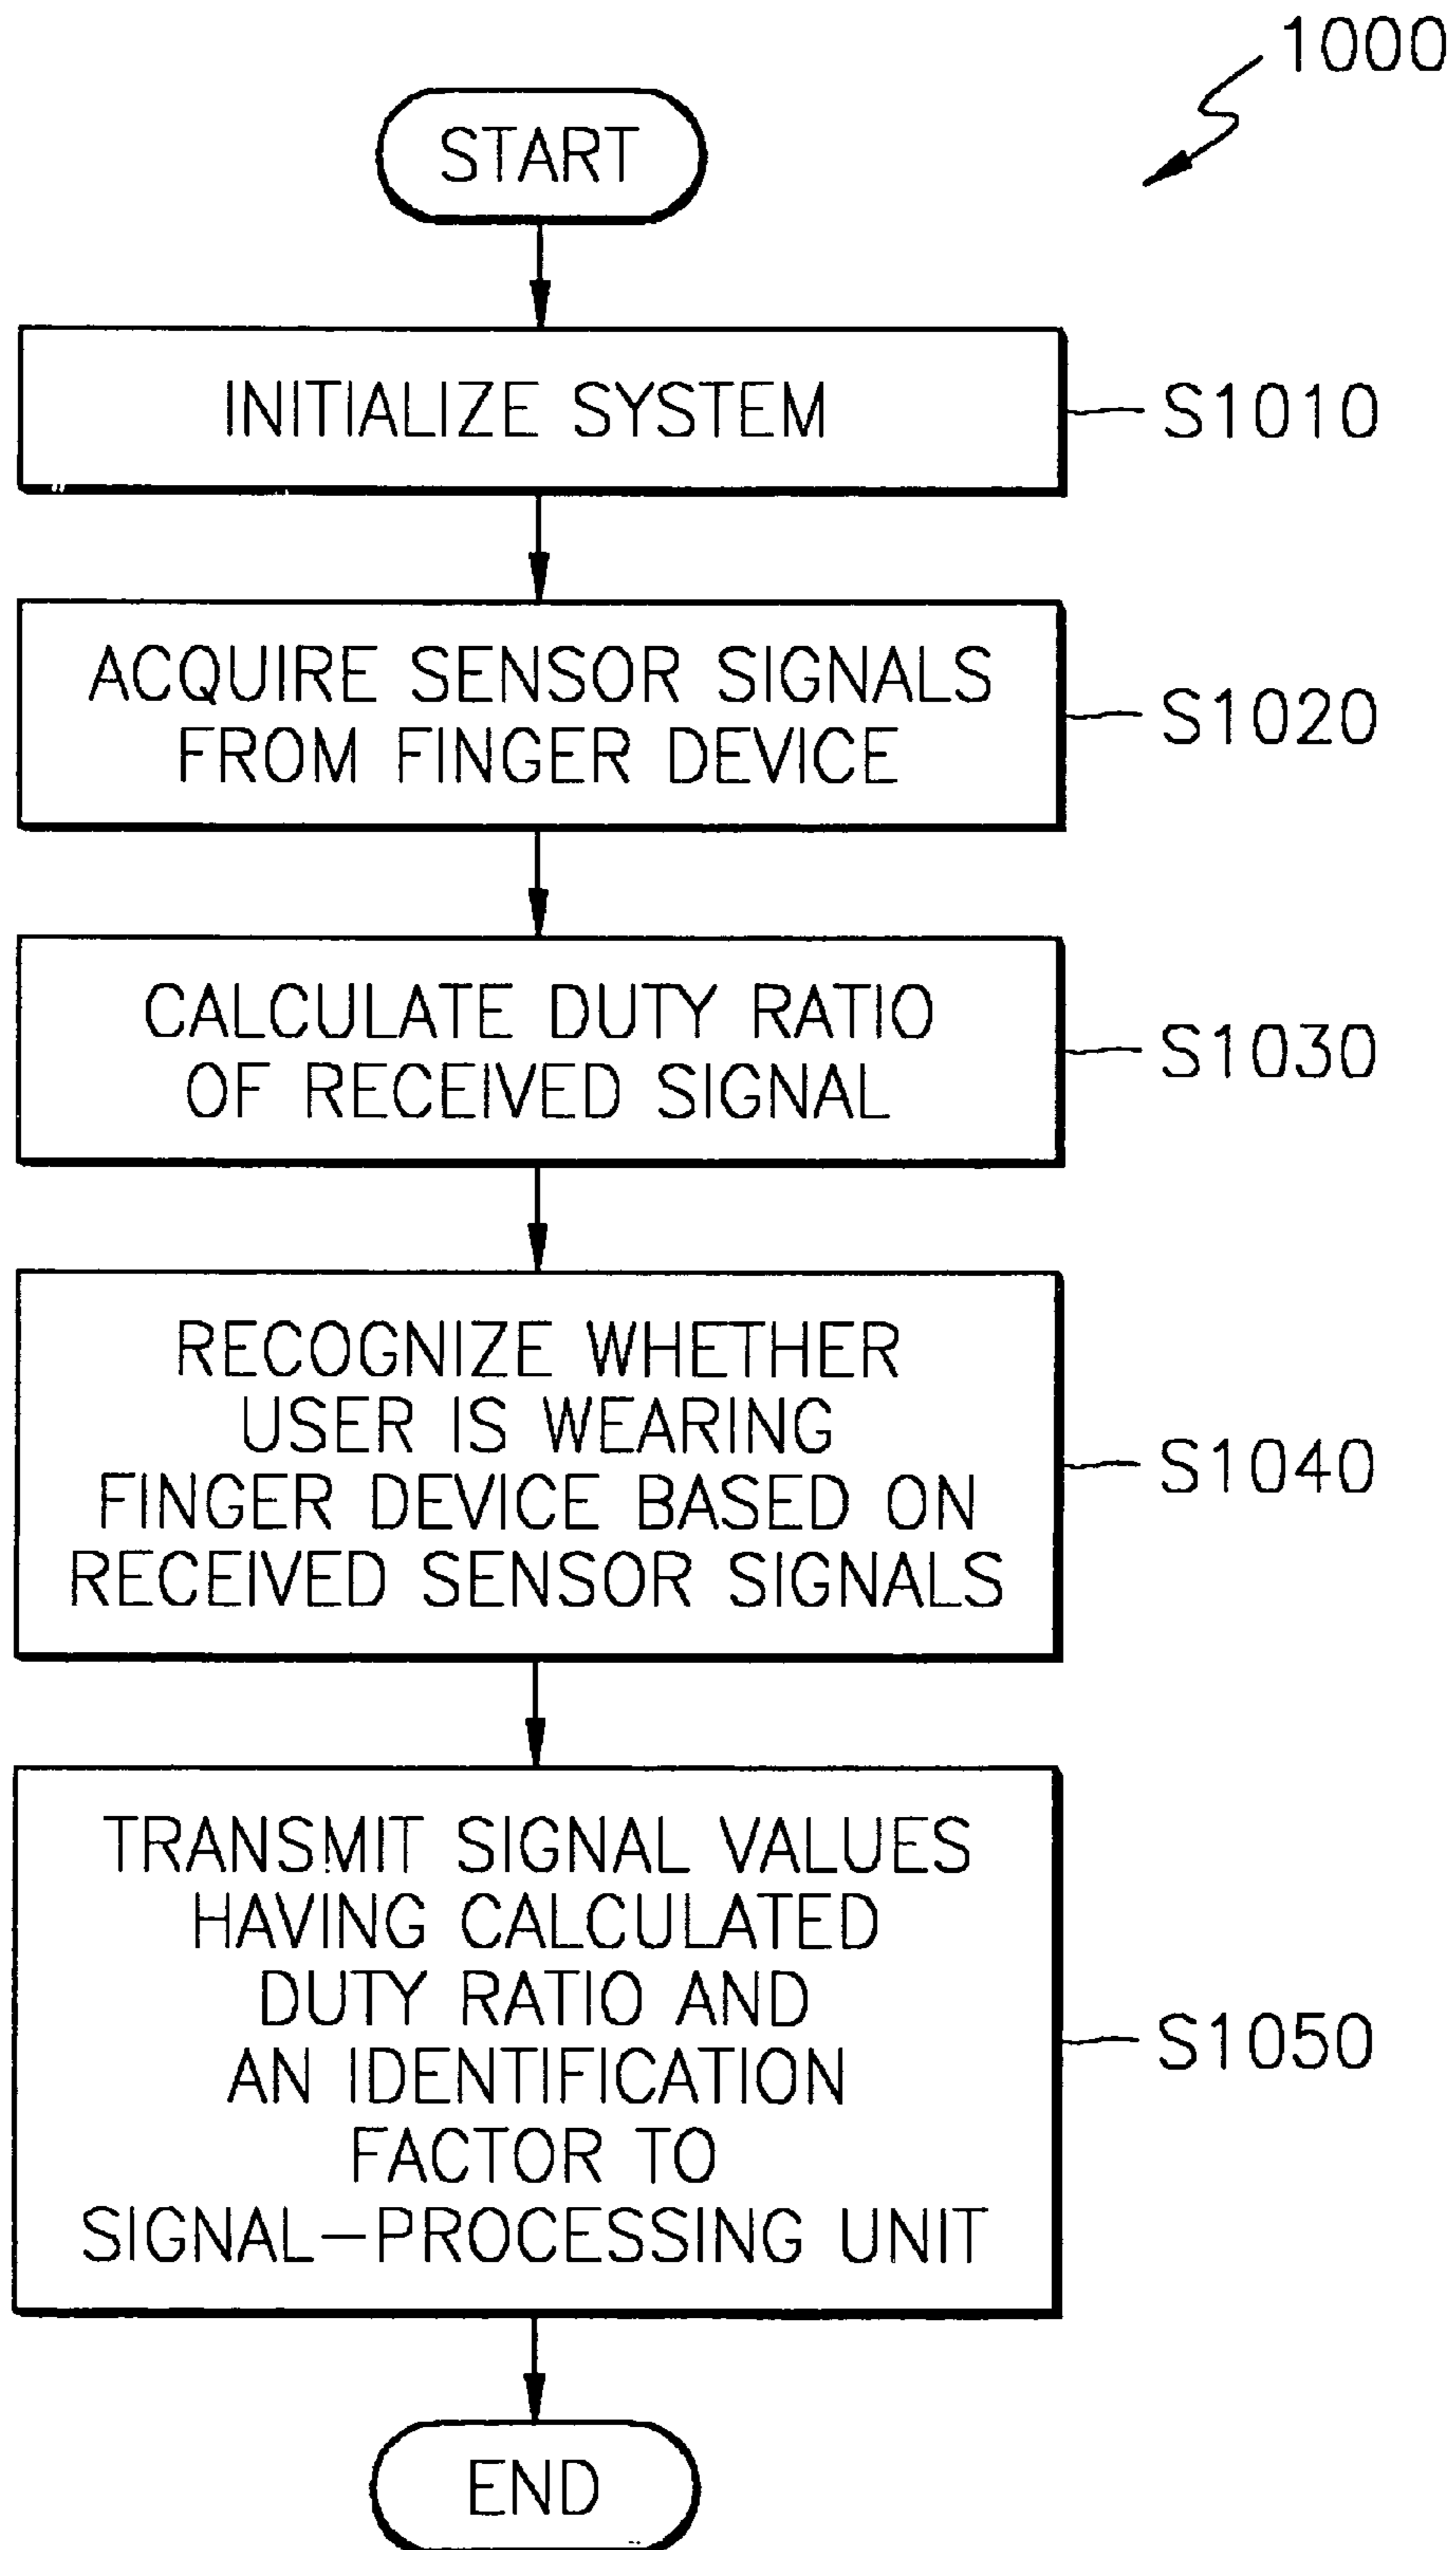 1000
START
INITIALIZE SYSTEM
S1010
ACQUIRE SENSOR SIGNALS
FROM FINGER DEVICE
S1020
CALCULATE DUTY RATIO
OF RECEIVED SIGNAL
S1030
RECOGNIZE WHETHER
USER IS WEARING
FINGER DEVICE BASED ON
RECEIVED SENSOR SIGNALS
S1040
TRANSMIT SIGNAL VALUES
HAVING CALCULATED
DUTY RATIO AND
AN IDENTIFICATION
FACTOR TO
SIGNAL-PROCESSING UNIT
S1050
END